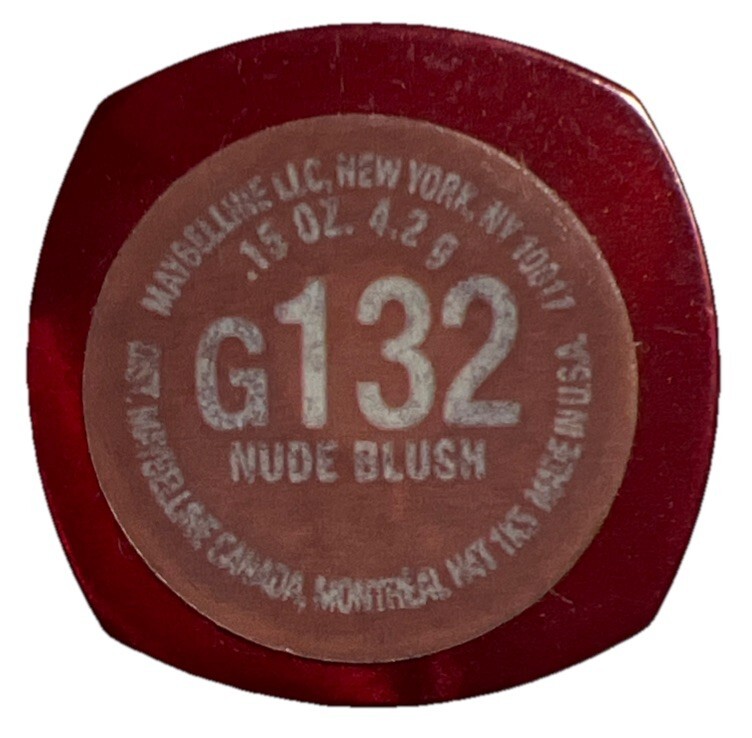 MAYBELLINE LLC, NEW YORK, NY 10011
.15 OZ. 4.2 G
G132
NUDE BLUSH
DIST. MAYBELLINE CANADA, MONTRÉAL H4T 1K5 MADE IN U.S.A.